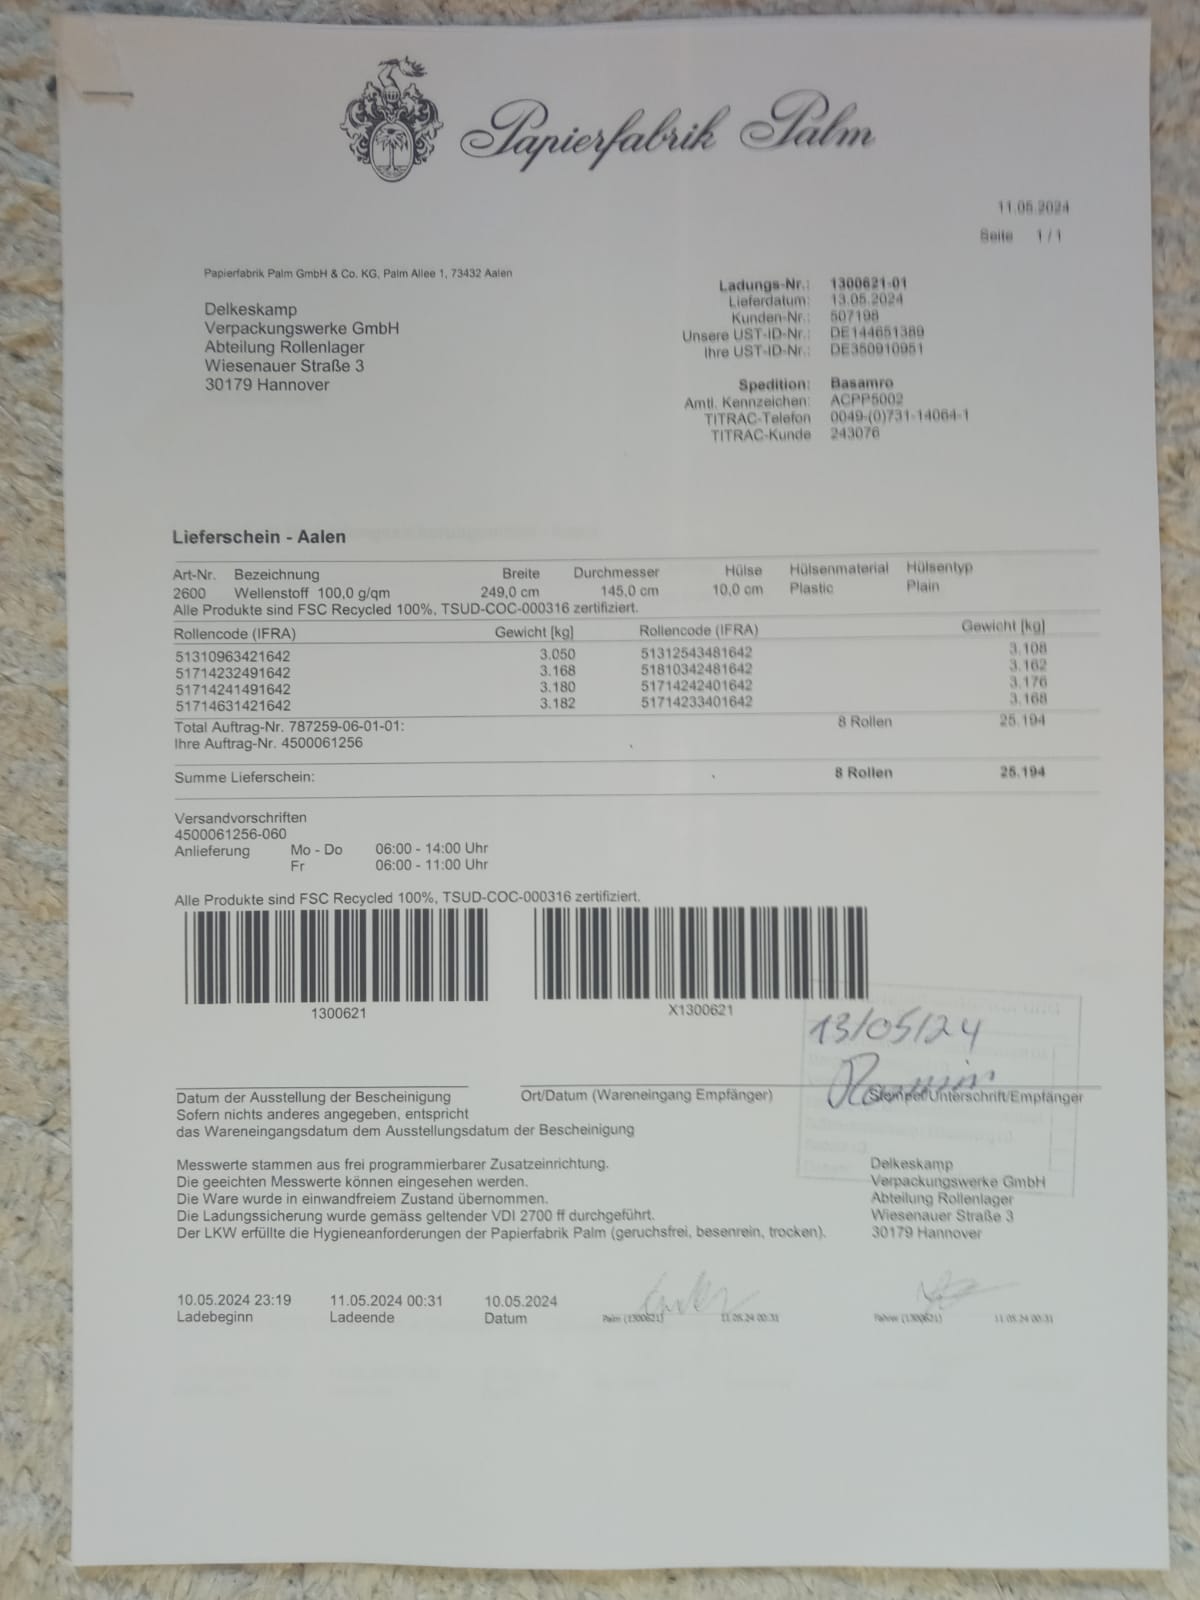 Papierfabrik Palm
11.05.2024
Seite 1 / 1
Papierfabrik Palm GmbH & Co. KG, Palm Allee 1, 73432 Aalen
Delkeskamp
Verpackungswerke GmbH
Abteilung Rollenlager
Wiesenauer Straße 3
30179 Hannover
Ladungs-Nr.: 1300621-01
Lieferdatum: 13.05.2024
Kunden-Nr.: 507198
Unsere UST-ID-Nr.: DE144651389
Ihre UST-ID-Nr.: DE350910951
Spedition: Basamro
Amtl. Kennzeichen: ACPP5002
TITRAC-Telefon 0049-(0)731-14064-1
TITRAC-Kunde 243076
Lieferschein - Aalen
Art-Nr. Bezeichnung Breite Durchmesser Hülse Hülsenmaterial Hülsentyp
2600 Wellenstoff 100,0 g/qm 249,0 cm 145,0 cm 10,0 cm Plastic Plain
Alle Produkte sind FSC Recycled 100%, TSUD-COC-000316 zertifiziert.
Rollencode (IFRA) Gewicht [kg] Rollencode (IFRA) Gewicht [kg]
51310963421642 3.050 51312543481642 3.108
51714232491642 3.168 51810342481642 3.162
51714241491642 3.180 51714242401642 3.176
51714631421642 3.182 51714233401642 3.168
Total Auftrag-Nr. 787259-06-01-01: 8 Rollen 25.194
Ihre Auftrag-Nr. 4500061256
Summe Lieferschein: 8 Rollen 25.194
Versandvorschriften
4500061256-060
Anlieferung Mo - Do 06:00 - 14:00 Uhr
Fr 06:00 - 11:00 Uhr
Alle Produkte sind FSC Recycled 100%, TSUD-COC-000316 zertifiziert.
1300621 X1300621
13/05/24
Datum der Ausstellung der Bescheinigung Ort/Datum (Wareneingang Empfänger) Stempel/Unterschrift/Empfänger
Sofern nichts anderes angegeben, entspricht
das Wareneingangsdatum dem Ausstellungsdatum der Bescheinigung
Messwerte stammen aus frei programmierbarer Zusatzeinrichtung.
Die geeichten Messwerte können eingesehen werden.
Die Ware wurde in einwandfreiem Zustand übernommen.
Die Ladungssicherung wurde gemäss geltender VDI 2700 ff durchgeführt.
Der LKW erfüllte die Hygieneanforderungen der Papierfabrik Palm (geruchsfrei, besenrein, trocken).
Delkeskamp
Verpackungswerke GmbH
Abteilung Rollenlager
Wiesenauer Straße 3
30179 Hannover
10.05.2024 23:19 11.05.2024 00:31 10.05.2024
Ladebeginn Ladeende Datum Palm (1300621) 11.05.24 00:31 Fahrer (1300621) 11.05.24 00:31